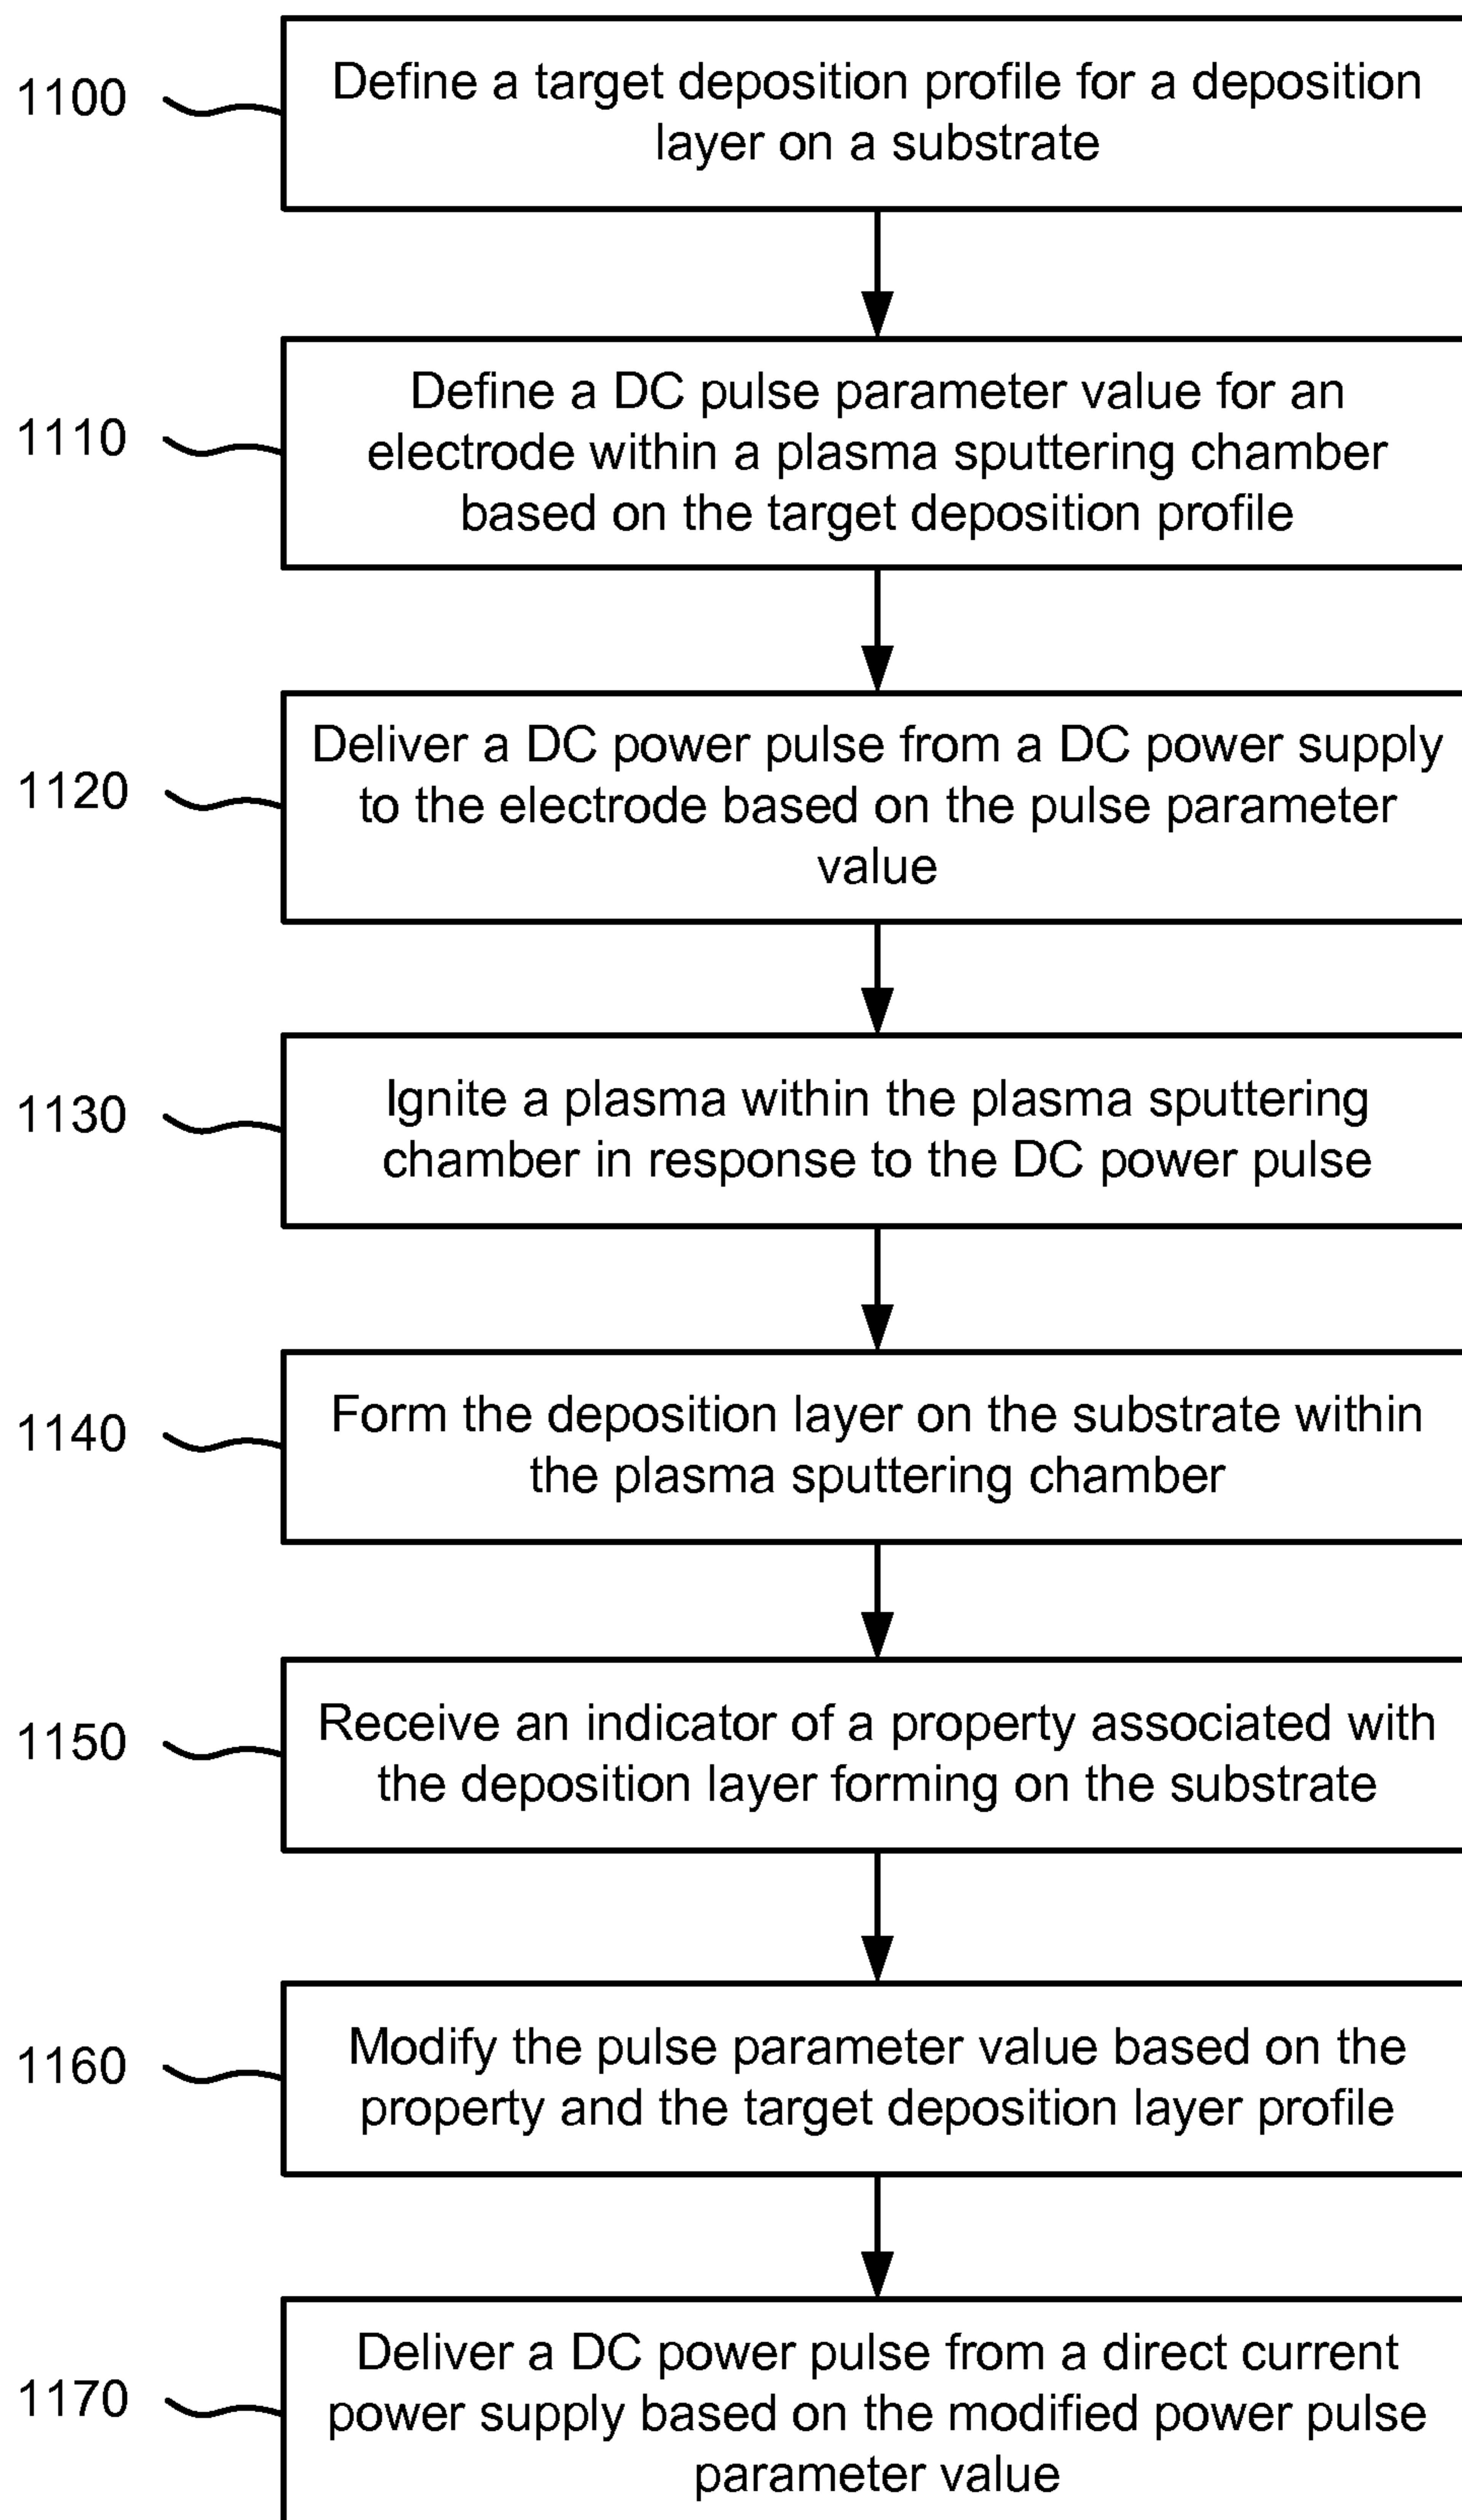 1100
Define a target deposition profile for a deposition
layer on a substrate
1110
Define a DC pulse parameter value for an
electrode within a plasma sputtering chamber
based on the target deposition profile
1120
Deliver a DC power pulse from a DC power supply
to the electrode based on the pulse parameter
value
1130
Ignite a plasma within the plasma sputtering
chamber in response to the DC power pulse
1140
Form the deposition layer on the substrate within
the plasma sputtering chamber
1150
Receive an indicator of a property associated with
the deposition layer forming on the substrate
1160
Modify the pulse parameter value based on the
property and the target deposition layer profile
1170
Deliver a DC power pulse from a direct current
power supply based on the modified power pulse
parameter value